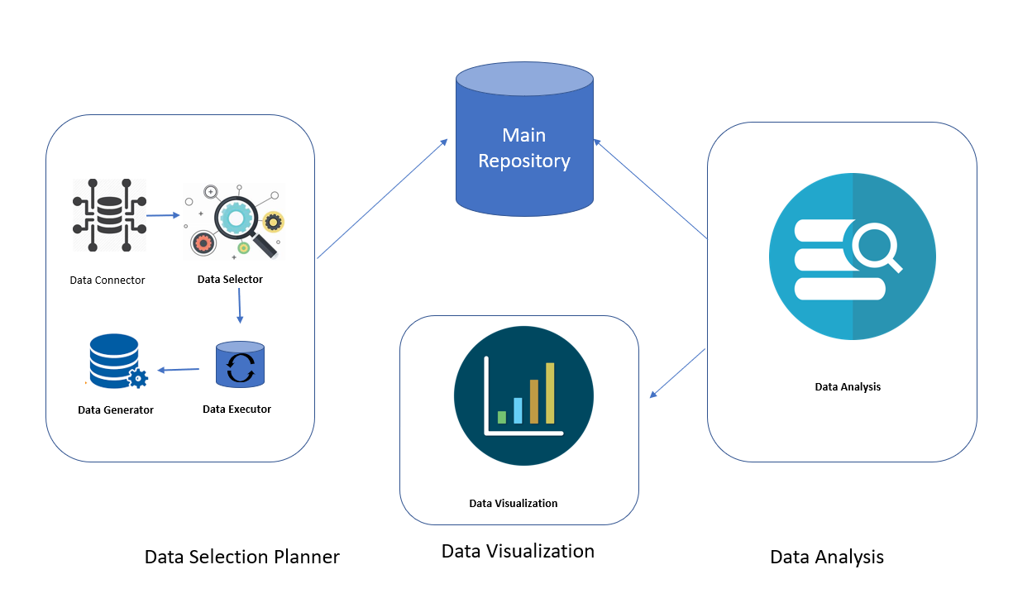 Main
Repository
Data Connector
Data Selector
Data Generator
Data Executor
Data Visualization
Data Analysis
Data Selection Planner
Data Visualization
Data Analysis